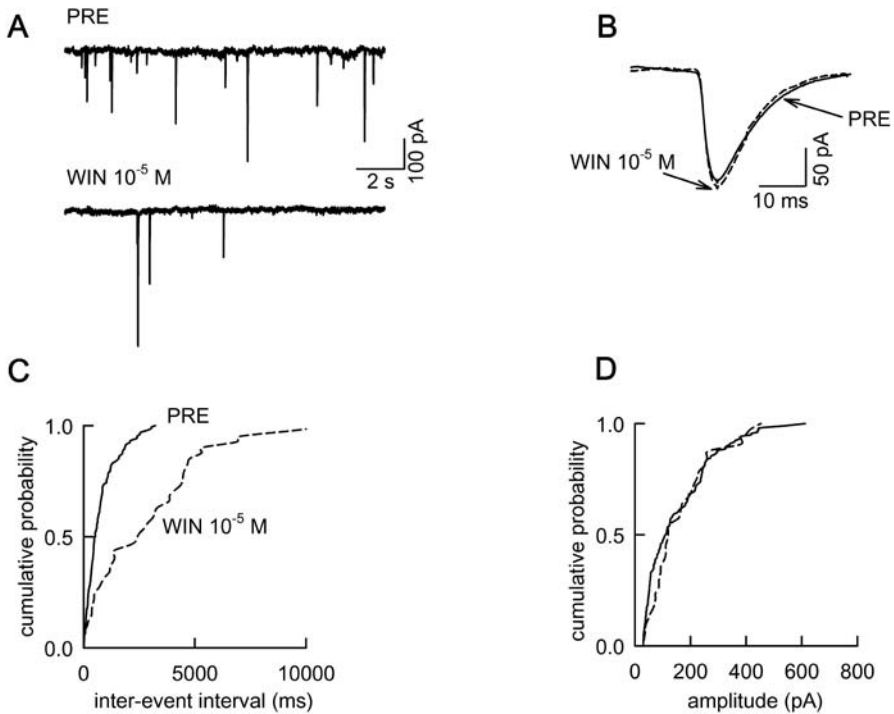 A
PRE
100 pA
2 s
WIN 10⁻⁵ M
B
PRE
WIN 10⁻⁵ M
50 pA
10 ms
C
PRE
WIN 10⁻⁵ M
cumulative probability
1.0
0.5
0.0
0 5000 10000
inter-event interval (ms)
D
cumulative probability
1.0
0.5
0.0
0 200 400 600 800
amplitude (pA)